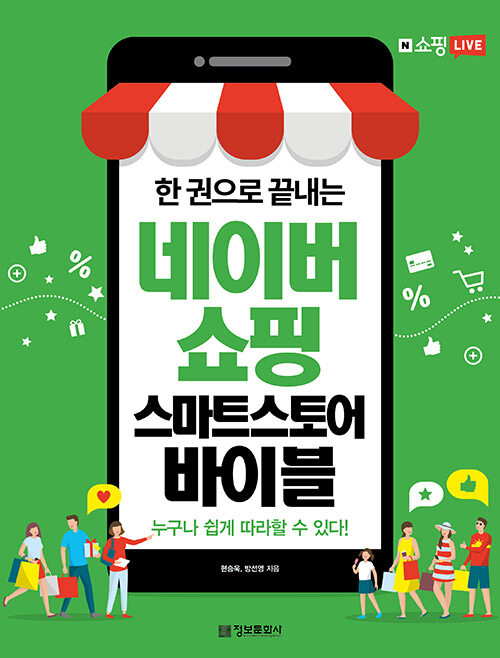 N 쇼핑 LIVE
한 권으로 끝내는
네이버
쇼핑
스마트스토어
바이블
누구나 쉽게 따라할 수 있다!
현승욱, 방선영 지음
정보문화사